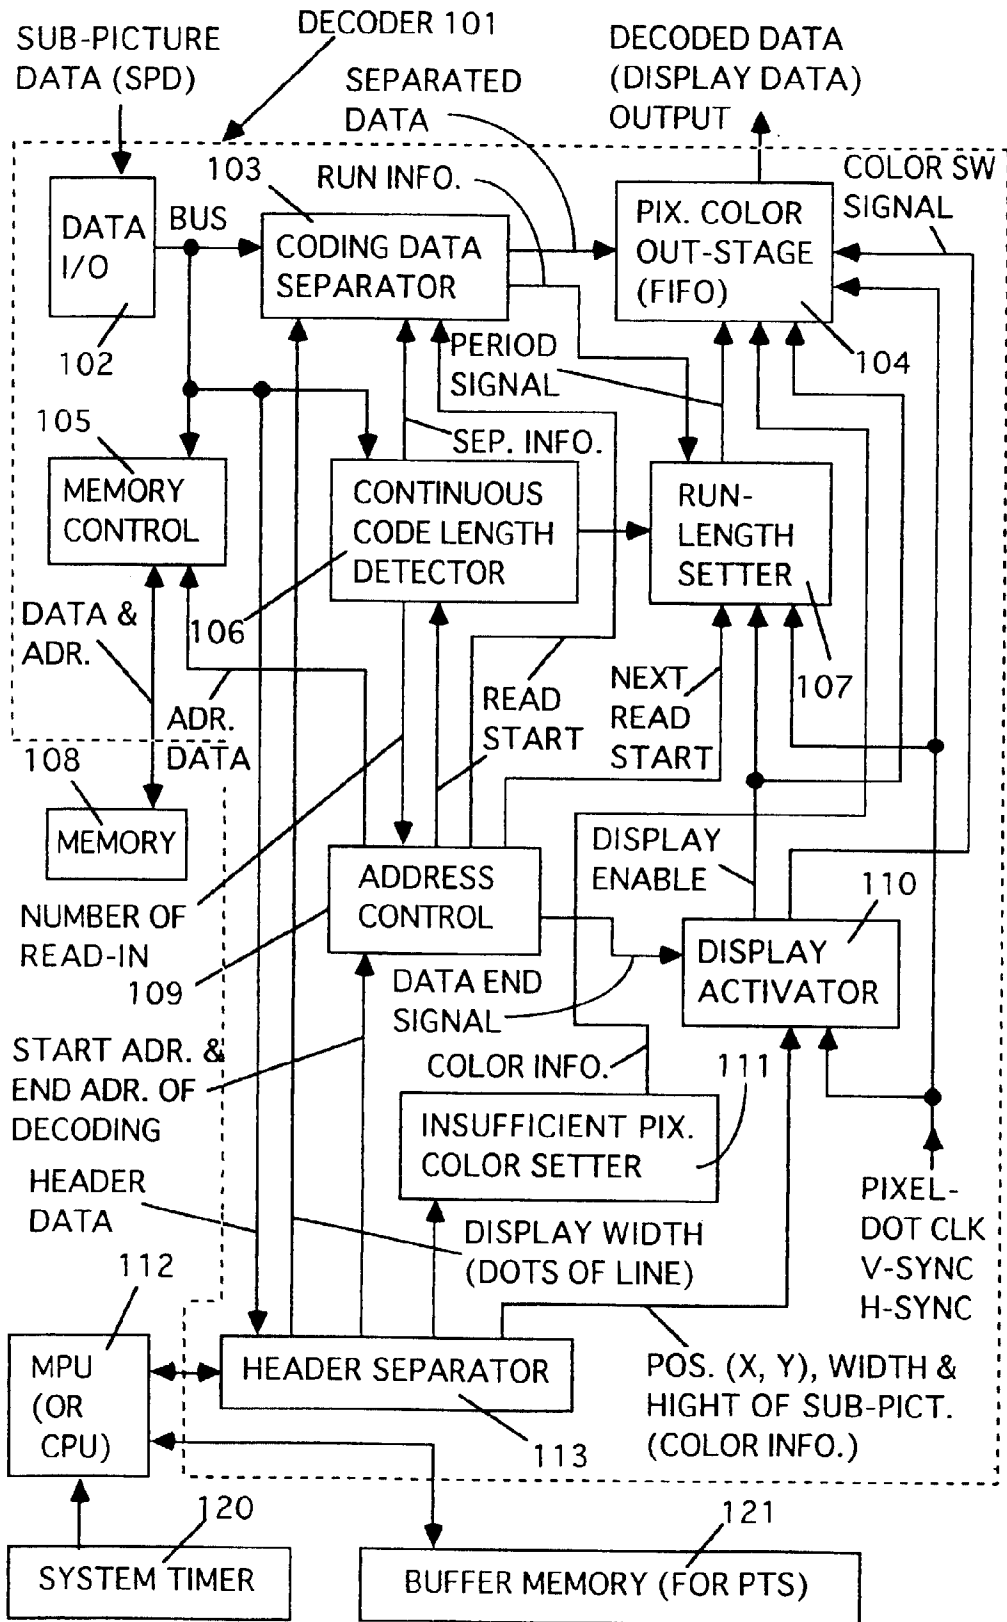 DECODER 101
SUB-PICTURE
DATA (SPD)
SEPARATED
DATA
DECODED DATA
(DISPLAY DATA)
OUTPUT
COLOR SW
SIGNAL
103
RUN INFO.
DATA
I/O
BUS
CODING DATA
SEPARATOR
PIX. COLOR
OUT-STAGE
(FIFO)
102
PERIOD
SIGNAL
104
105
SEP. INFO.
MEMORY
CONTROL
CONTINUOUS
CODE LENGTH
DETECTOR
RUN-
LENGTH
SETTER
DATA &
ADR.
106
107
ADR.
DATA
READ
START
NEXT
READ
START
108
MEMORY
DISPLAY
ENABLE
ADDRESS
CONTROL
110
NUMBER OF
READ-IN
109
DATA END
SIGNAL
DISPLAY
ACTIVATOR
START ADR. &
END ADR. OF
DECODING
COLOR INFO.
111
INSUFFICIENT PIX.
COLOR SETTER
HEADER
DATA
DISPLAY WIDTH
(DOTS OF LINE)
PIXEL-
DOT CLK
V-SYNC
H-SYNC
112
MPU
(OR
CPU)
HEADER SEPARATOR
113
POS. (X, Y), WIDTH &
HIGHT OF SUB-PICT.
(COLOR INFO.)
120
121
SYSTEM TIMER
BUFFER MEMORY (FOR PTS)